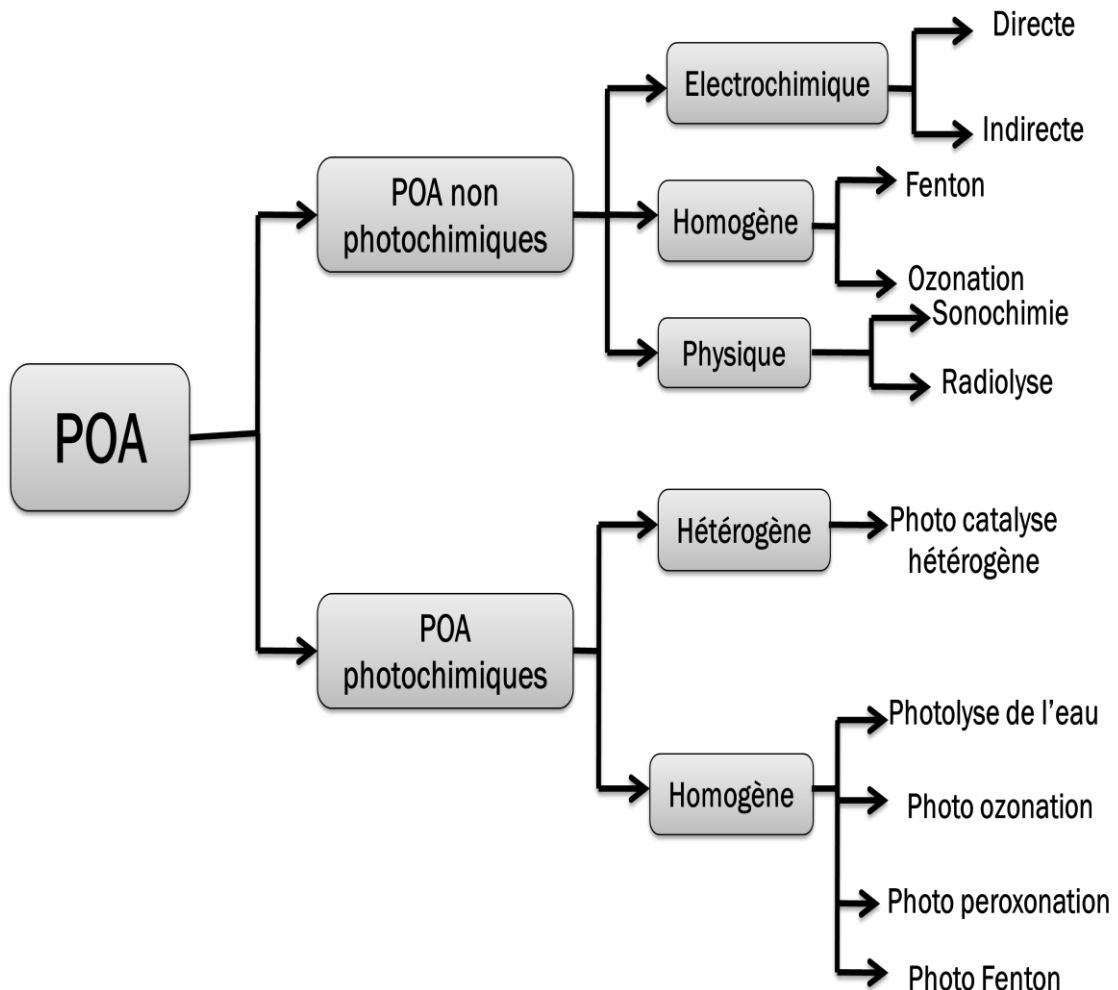 Directe
Electrochimique
Indirecte
POA non
photochimiques
Fenton
Homogène
Ozonation
Sonochimie
Physique
Radiolyse
POA
Hétérogène
Photo catalyse
hétérogène
POA
photochimiques
Photolyse de l’eau
Homogène
Photo ozonation
Photo peroxonation
Photo Fenton